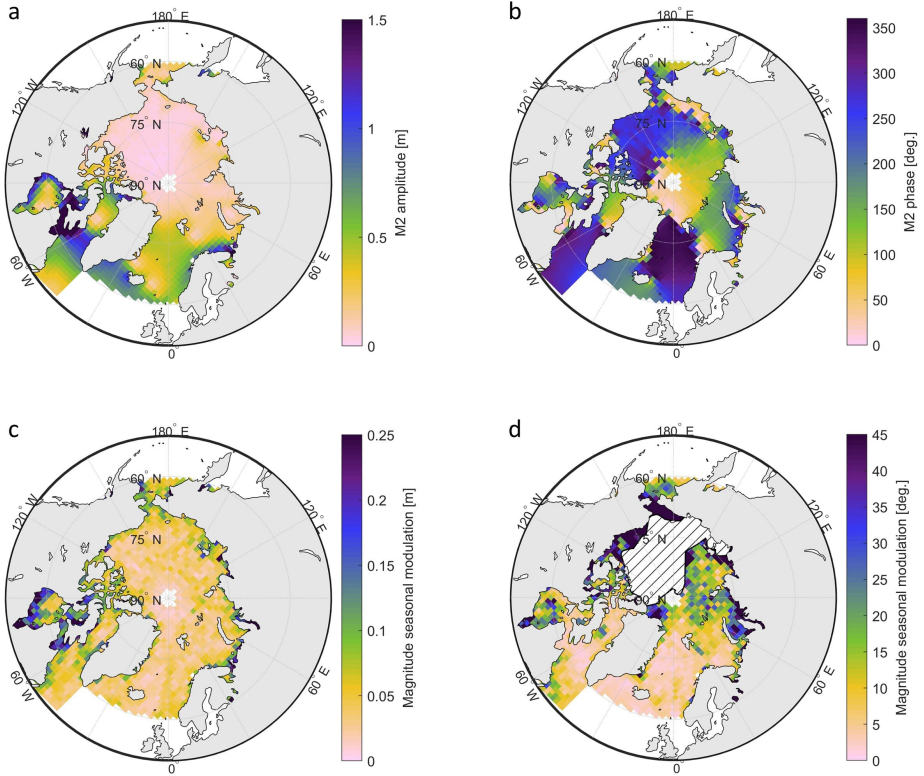 a
180° E
60° N
75° N
90° N
120° W
120° E
60° W
60° E
0°
1.5
1
0.5
0
M2 amplitude [m]
b
180° E
60° N
75° N
90° N
120° W
120° E
60° W
60° E
0°
350
300
250
200
150
100
50
0
M2 phase [deg.]
c
180° E
60° N
75° N
90° N
120° W
120° E
60° W
60° E
0°
0.25
0.2
0.15
0.1
0.05
0
Magnitude seasonal modulation [m]
d
180° E
60° N
5° N
90° N
120° W
120° E
60° W
60° E
0°
45
40
35
30
25
20
15
10
5
0
Magnitude seasonal modulation [deg.]